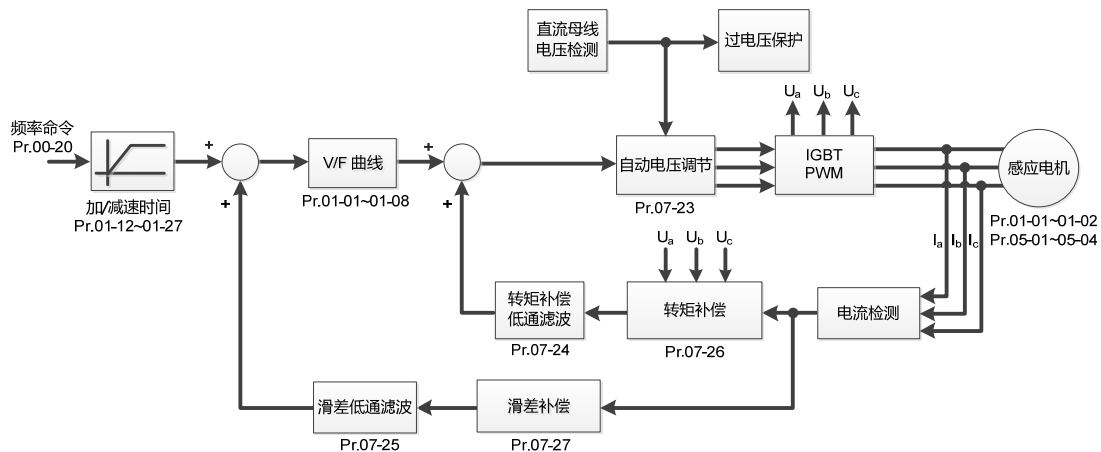 直流母线
电压检测
过电压保护
Ua
Ub
Uc
频率命令
Pr.00-20
+
+
V/F 曲线
自动电压调节
IGBT
PWM
感应电机
加/减速时间
Pr.01-12~01-27
+
Pr.01-01~01-08
+
Pr.07-23
Pr.01-01~01-02
Pr.05-01~05-04
Ua
Ub
Uc
Ia
Ib
Ic
转矩补偿
低通滤波
转矩补偿
电流检测
Pr.07-24
Pr.07-26
滑差低通滤波
滑差补偿
Pr.07-25
Pr.07-27